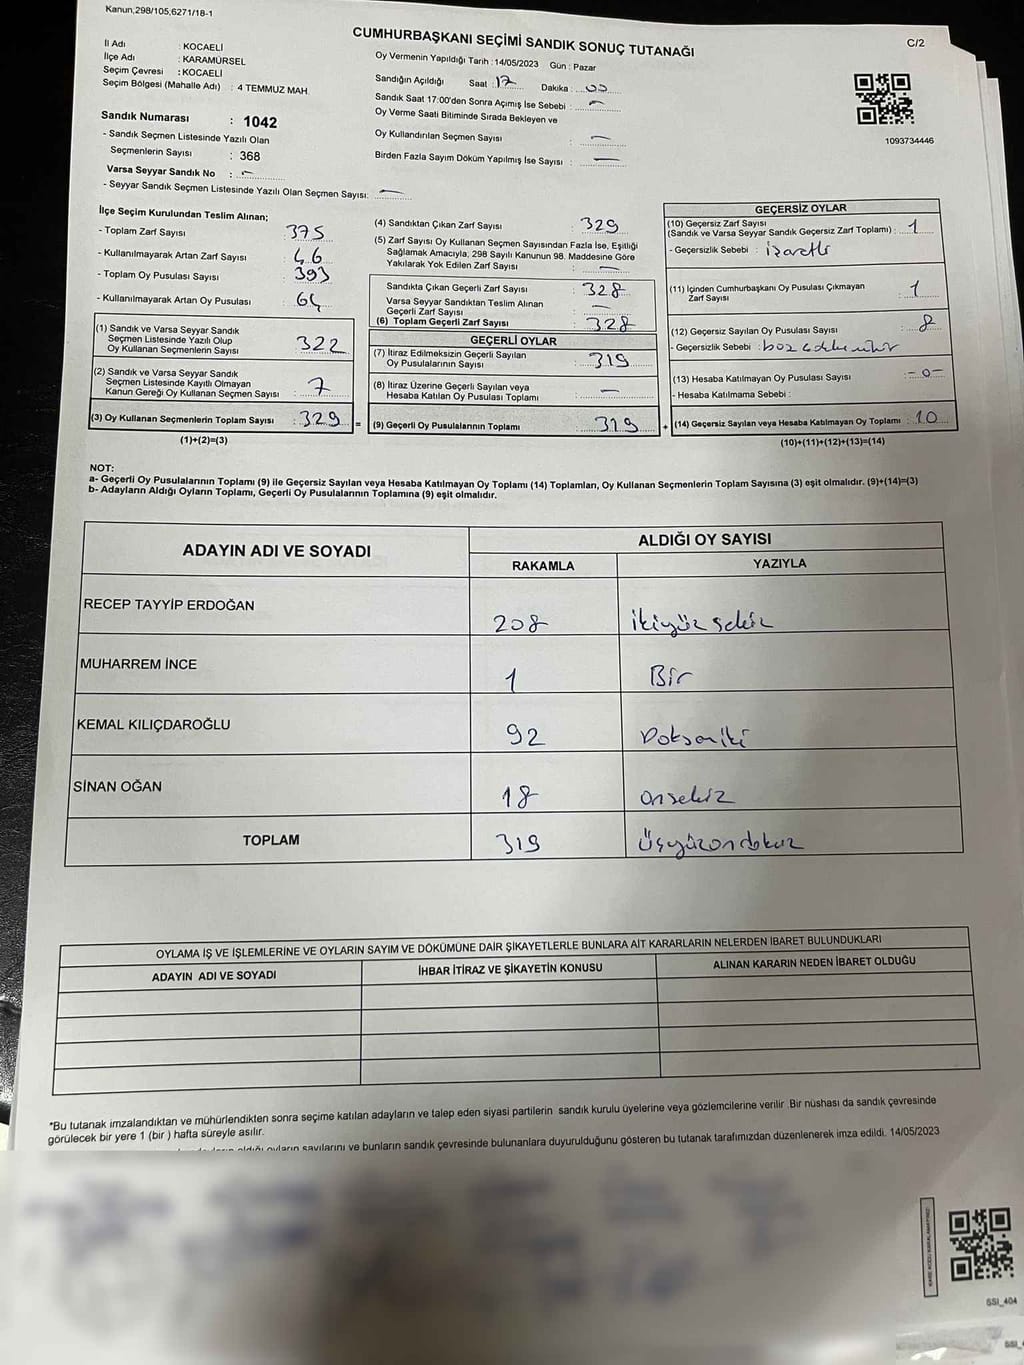 Kanun,298/105,6271/18-1
CUMHURBAŞKANI SEÇİMİ SANDIK SONUÇ TUTANAĞI
C/2
İl Adı : KOCAELİ
İlçe Adı : KARAMÜRSEL
Seçim Çevresi : KOCAELİ
Seçim Bölgesi (Mahalle Adı) : 4 TEMMUZ MAH.
Sandık Numarası : 1042
- Sandık Seçmen Listesinde Yazılı Olan
Seçmenlerin Sayısı : 368
Varsa Seyyar Sandık No : —
- Seyyar Sandık Seçmen Listesinde Yazılı Olan Seçmen Sayısı: —
Oy Vermenin Yapıldığı Tarih : 14/05/2023 Gün : Pazar
Sandığın Açıldığı Saat : 17 Dakika : 00
Sandık Saat 17:00'den Sonra Açımış İse Sebebi : —
Oy Verme Saati Bitiminde Sırada Bekleyen ve
Oy Kullandırılan Seçmen Sayısı : —
Birden Fazla Sayım Döküm Yapılmış İse Sayısı : —
1093734446
İlçe Seçim Kurulundan Teslim Alınan;
- Toplam Zarf Sayısı : 375
- Kullanılmayarak Artan Zarf Sayısı : 46
- Toplam Oy Pusulası Sayısı : 393
- Kullanılmayarak Artan Oy Pusulası : 64
(1) Sandık ve Varsa Seyyar Sandık
Seçmen Listesinde Yazılı Olup
Oy Kullanan Seçmenlerin Sayısı : 322
(2) Sandık ve Varsa Seyyar Sandık
Seçmen Listesinde Kayıtlı Olmayan
Kanun Gereği Oy Kullanan Seçmen Sayısı : 7
(3) Oy Kullanan Seçmenlerin Toplam Sayısı : 329 =
(1)+(2)=(3)
(4) Sandıktan Çıkan Zarf Sayısı : 329
(5) Zarf Sayısı Oy Kullanan Seçmen Sayısından Fazla İse, Eşitliği
Sağlamak Amacıyla, 298 Sayılı Kanunun 98. Maddesine Göre
Yakılarak Yok Edilen Zarf Sayısı : —
Sandıkta Çıkan Geçerli Zarf Sayısı : 328
Varsa Seyyar Sandıktan Teslim Alınan
Geçerli Zarf Sayısı : —
(6) Toplam Geçerli Zarf Sayısı : 328
GEÇERLİ OYLAR
(7) İtiraz Edilmeksizin Geçerli Sayılan
Oy Pusulalarının Sayısı : 319
(8) İtiraz Üzerine Geçerli Sayılan veya
Hesaba Katılan Oy Pusulası Toplamı : —
(9) Geçerli Oy Pusulalarının Toplamı : 319 +
GEÇERSİZ OYLAR
(10) Geçersiz Zarf Sayısı
(Sandık ve Varsa Seyyar Sandık Geçersiz Zarf Toplamı) : 1
- Geçersizlik Sebebi : izaretli
(11) İçinden Cumhurbaşkanı Oy Pusulası Çıkmayan
Zarf Sayısı : 1
(12) Geçersiz Sayılan Oy Pusulası Sayısı : 8
- Geçersizlik Sebebi :
(13) Hesaba Katılmayan Oy Pusulası Sayısı : -0-
- Hesaba Katılmama Sebebi :
(14) Geçersiz Sayılan veya Hesaba Katılmayan Oy Toplamı : 10
(10)+(11)+(12)+(13)=(14)
NOT:
a- Geçerli Oy Pusulalarının Toplamı (9) ile Geçersiz Sayılan veya Hesaba Katılmayan Oy Toplamı (14) Toplamları, Oy Kullanan Seçmenlerin Toplam Sayısına (3) eşit olmalıdır. (9)+(14)=(3)
b- Adayların Aldığı Oyların Toplamı, Geçerli Oy Pusulalarının Toplamına (9) eşit olmalıdır.
ADAYIN ADI VE SOYADI
ALDIĞI OY SAYISI
RAKAMLA YAZIYLA
RECEP TAYYİP ERDOĞAN 208 ikiyüz sekiz
MUHARREM İNCE 1 Bir
KEMAL KILIÇDAROĞLU 92 Doksaniki
SİNAN OĞAN 18 onsekiz
TOPLAM 319 Üçyüzondokuz
OYLAMA İŞ VE İŞLEMLERİNE VE OYLARIN SAYIM VE DÖKÜMÜNE DAİR ŞİKAYETLERLE BUNLARA AİT KARARLARIN NELERDEN İBARET BULUNDUKLARI
ADAYIN ADI VE SOYADI İHBAR İTİRAZ VE ŞİKAYETİN KONUSU ALINAN KARARIN NEDEN İBARET OLDUĞU
*Bu tutanak imzalandıktan ve mühürlendikten sonra seçime katılan adayların ve talep eden siyasi partilerin sandık kurulu üyelerine veya gözlemcilerine verilir .Bir nüshası da sandık çevresinde
görülecek bir yere 1 (bir ) hafta süreyle asılır.
aldığı oyların sayılarını ve bunların sandık çevresinde bulunanlara duyurulduğunu gösteren bu tutanak tarafımızdan düzenlenerek imza edildi. 14/05/2023
KARE KODU KARALAMAYINIZ!
SSI_404